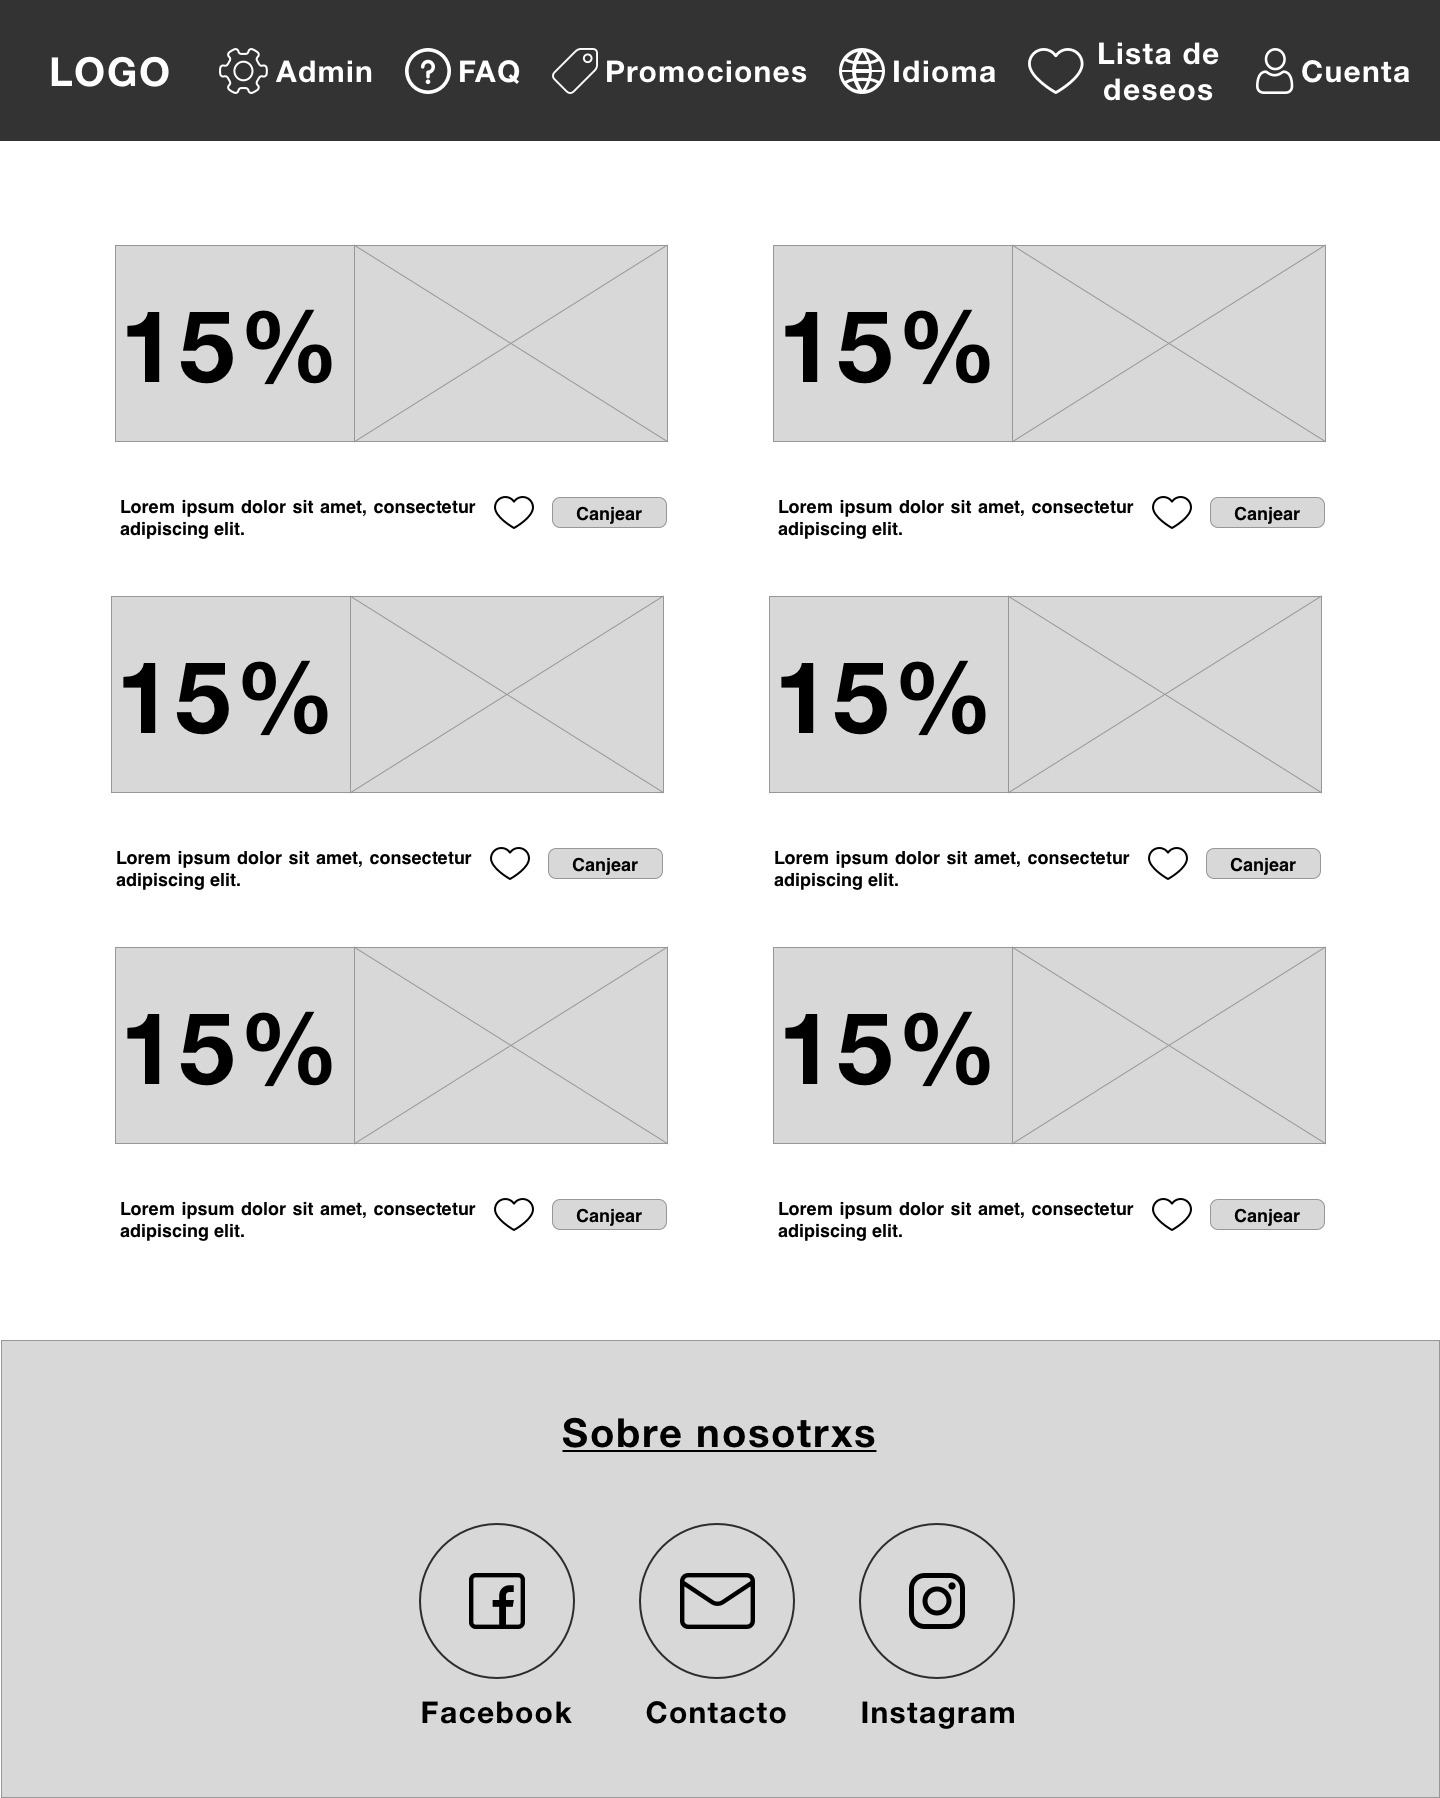 LOGO
Admin
FAQ
Promociones
Idioma
Lista de
deseos
Cuenta
15%
15%
Lorem ipsum dolor sit amet, consectetur
adipiscing elit.
Canjear
Lorem ipsum dolor sit amet, consectetur
adipiscing elit.
Canjear
15%
15%
Lorem ipsum dolor sit amet, consectetur
adipiscing elit.
Canjear
Lorem ipsum dolor sit amet, consectetur
adipiscing elit.
Canjear
15%
15%
Lorem ipsum dolor sit amet, consectetur
adipiscing elit.
Canjear
Lorem ipsum dolor sit amet, consectetur
adipiscing elit.
Canjear
Sobre nosotrxs
Facebook
Contacto
Instagram